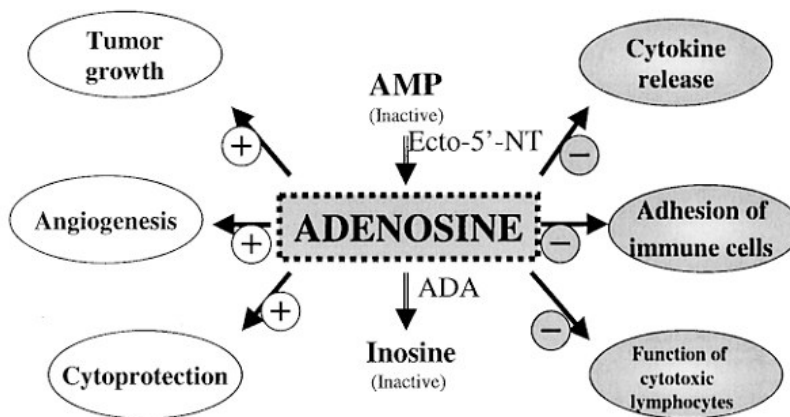 Tumor
growth
AMP
(Inactive)
Cytokine
release
Ecto-5’-NT
+
−
Angiogenesis
+
ADENOSINE
−
Adhesion of
immune cells
+
ADA
−
Cytoprotection
Inosine
(Inactive)
Function of
cytotoxic
lymphocytes